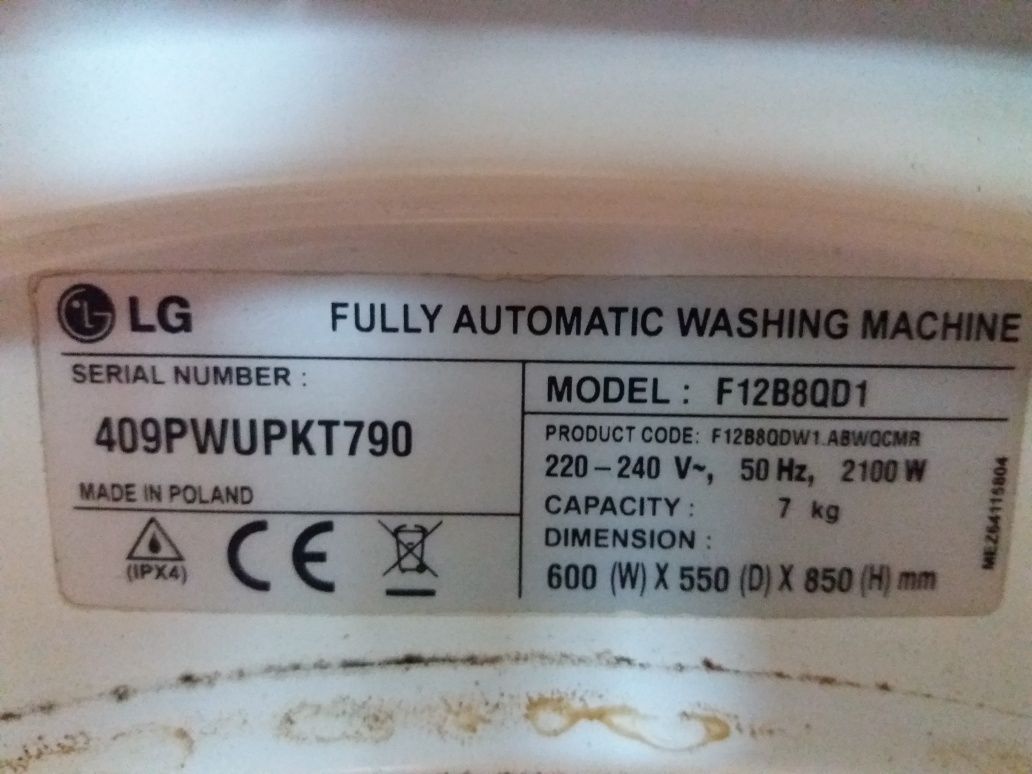 LG FULLY AUTOMATIC WASHING MACHINE
SERIAL NUMBER :
409PWUPKT790
MADE IN POLAND
(IPX4)
CE
MODEL : F12B8QD1
PRODUCT CODE: F12B8QDW1.ABWQCMR
220–240 V~, 50 Hz, 2100 W
CAPACITY : 7 kg
DIMENSION :
600 (W) X 550 (D) X 850 (H) mm
MEZ64115804